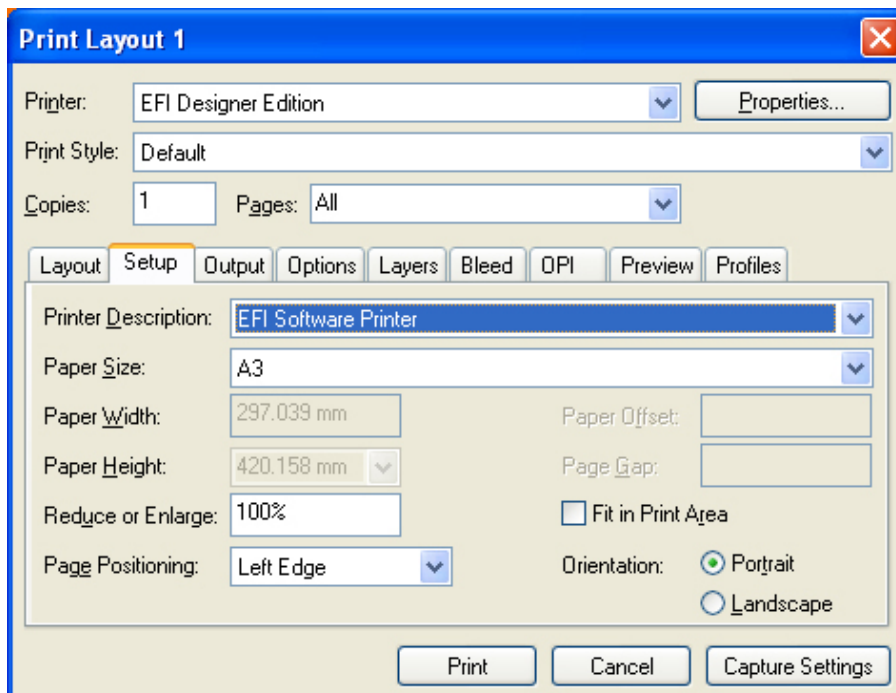 Print Layout 1
Printer: EFI Designer Edition Properties...
Print Style: Default
Copies: 1 Pages: All
Layout Setup Output Options Layers Bleed OPI Preview Profiles
Printer Description: EFI Software Printer
Paper Size: A3
Paper Width: 297.039 mm Paper Offset:
Paper Height: 420.158 mm Page Gap:
Reduce or Enlarge: 100% Fit in Print Area
Page Positioning: Left Edge Orientation: Portrait
Landscape
Print Cancel Capture Settings